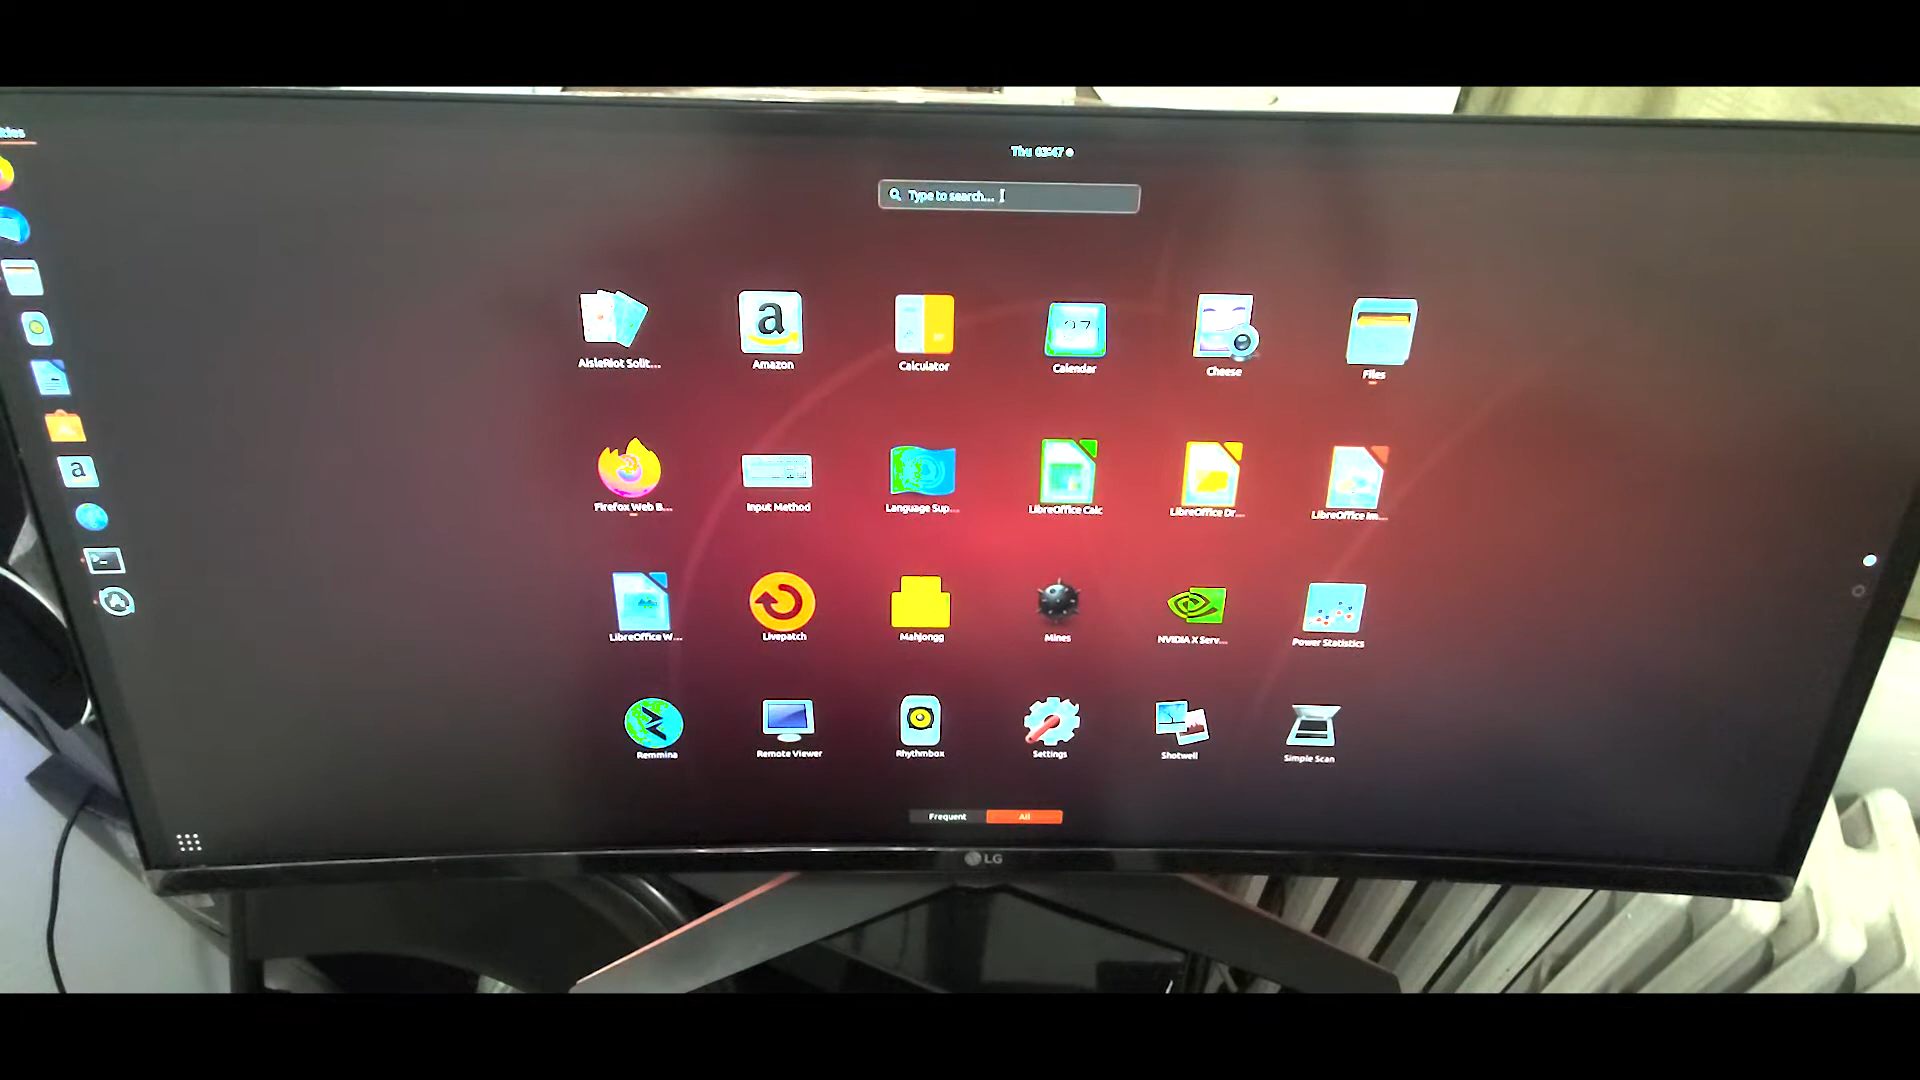 Thu 03:47
Type to search...
AisleRiot Solit...
Amazon
Calculator
Calendar
Cheese
Files
Firefox Web B...
Input Method
Language Sup...
LibreOffice Calc
LibreOffice Dr...
LibreOffice Im...
LibreOffice W...
Livepatch
Mahjongg
Mines
NVIDIA X Serv...
Power Statistics
Remmina
Remote Viewer
Rhythmbox
Settings
Shotwell
Simple Scan
Frequent
All
LG